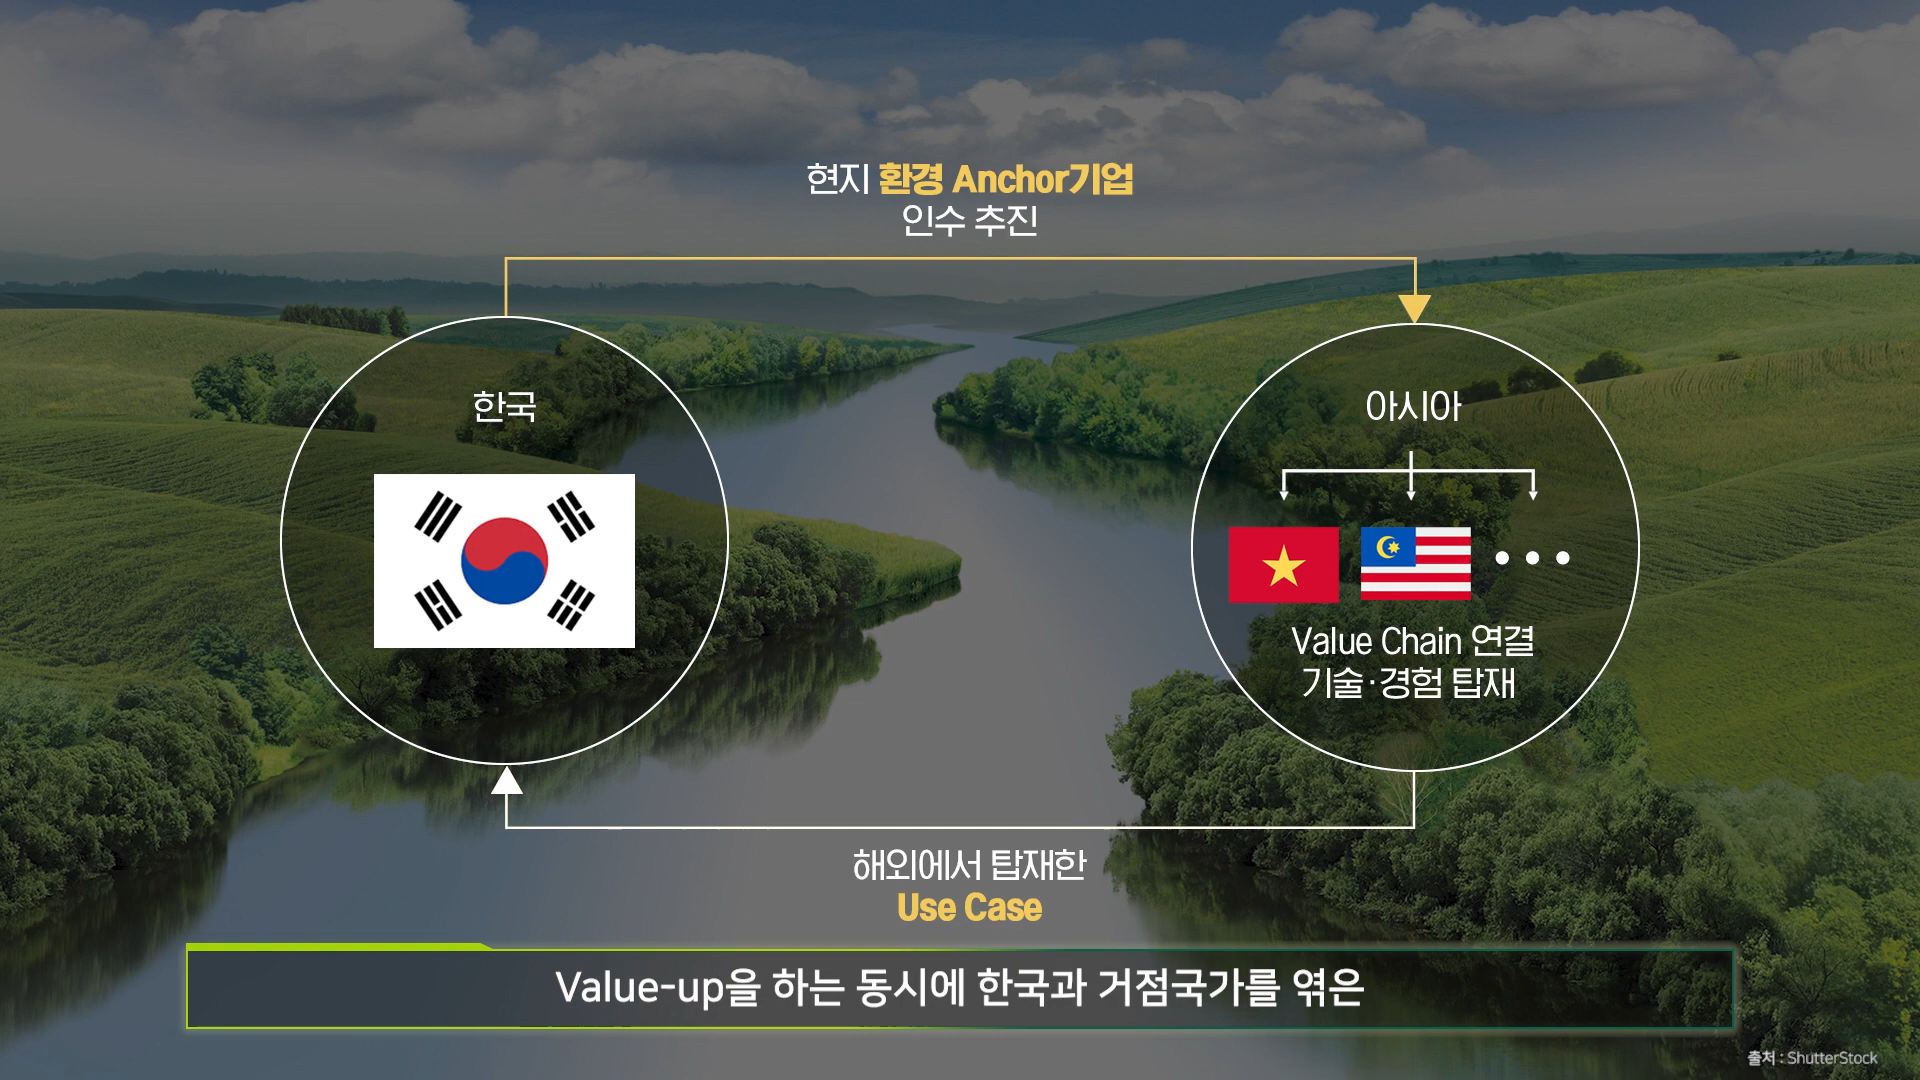 현지 환경 Anchor기업
인수 추진
한국
아시아
Value Chain 연결
기술·경험 탑재
해외에서 탑재한
Use Case
Value-up을 하는 동시에 한국과 거점국가를 엮은
출처 : ShutterStock